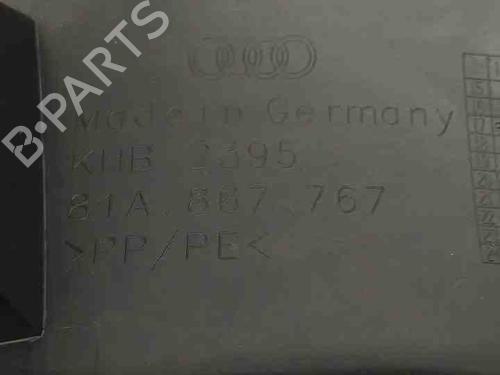 B-PARTS
Made in Germany
KHB 2395
81A.867.767
>PP/PE<